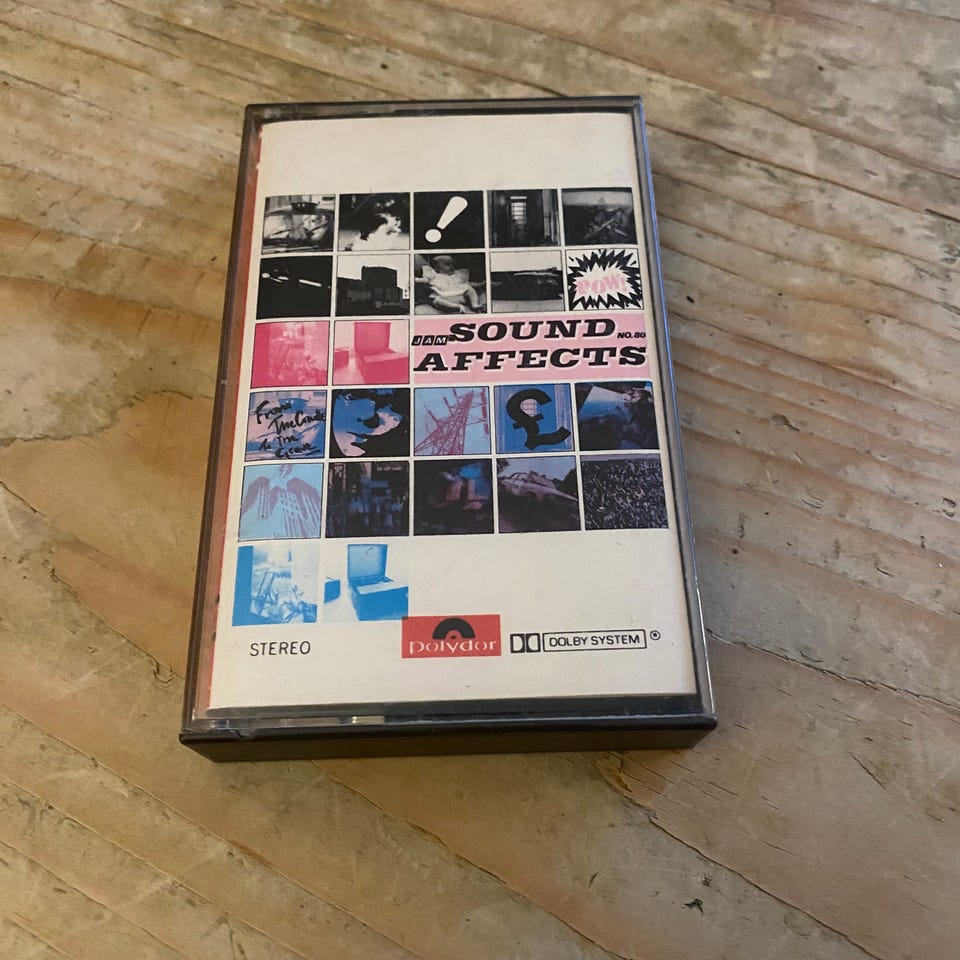 !
POW!
JAM SOUND NO. 80
AFFECTS
From
The Cradle
To The
Grave
£
STEREO
polydor
DOLBY SYSTEM ®